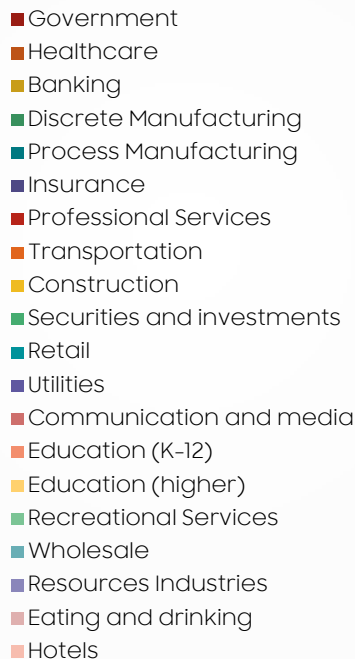 Government
Healthcare
Banking
Discrete Manufacturing
Process Manufacturing
Insurance
Professional Services
Transportation
Construction
Securities and investments
Retail
Utilities
Communication and media
Education (K-12)
Education (higher)
Recreational Services
Wholesale
Resources Industries
Eating and drinking
Hotels